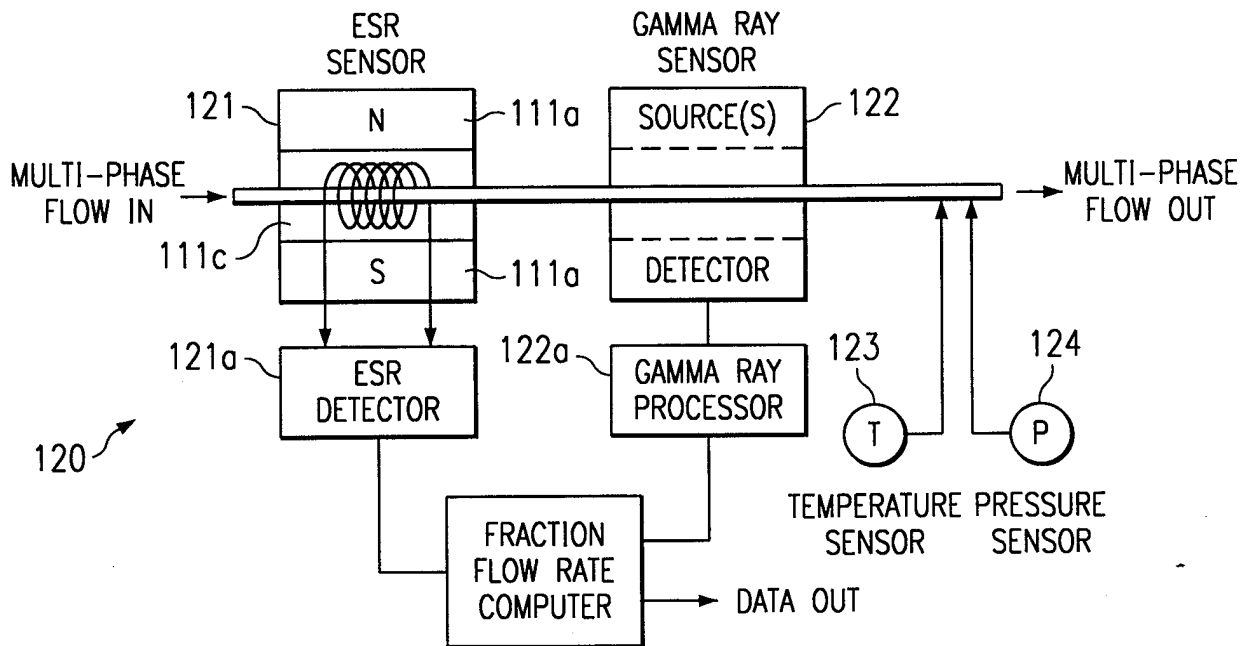 ESR
SENSOR
GAMMA RAY
SENSOR
121
N
111a
SOURCE(S)
122
MULTI-PHASE
FLOW IN
MULTI-PHASE
FLOW OUT
111c
S
111a
DETECTOR
121a
ESR
DETECTOR
122a
GAMMA RAY
PROCESSOR
123
T
124
P
120
TEMPERATURE
SENSOR
PRESSURE
SENSOR
FRACTION
FLOW RATE
COMPUTER
DATA OUT